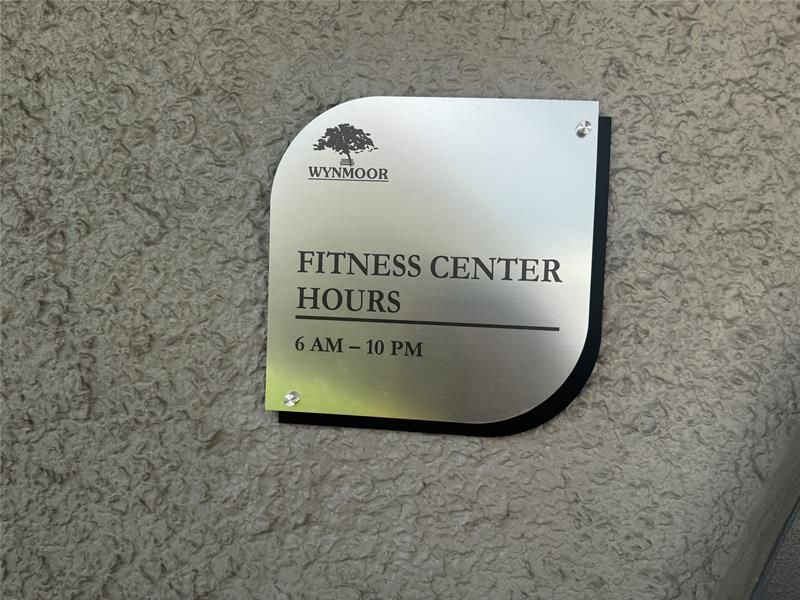 WYNMOOR
FITNESS CENTER
HOURS
6 AM – 10 PM